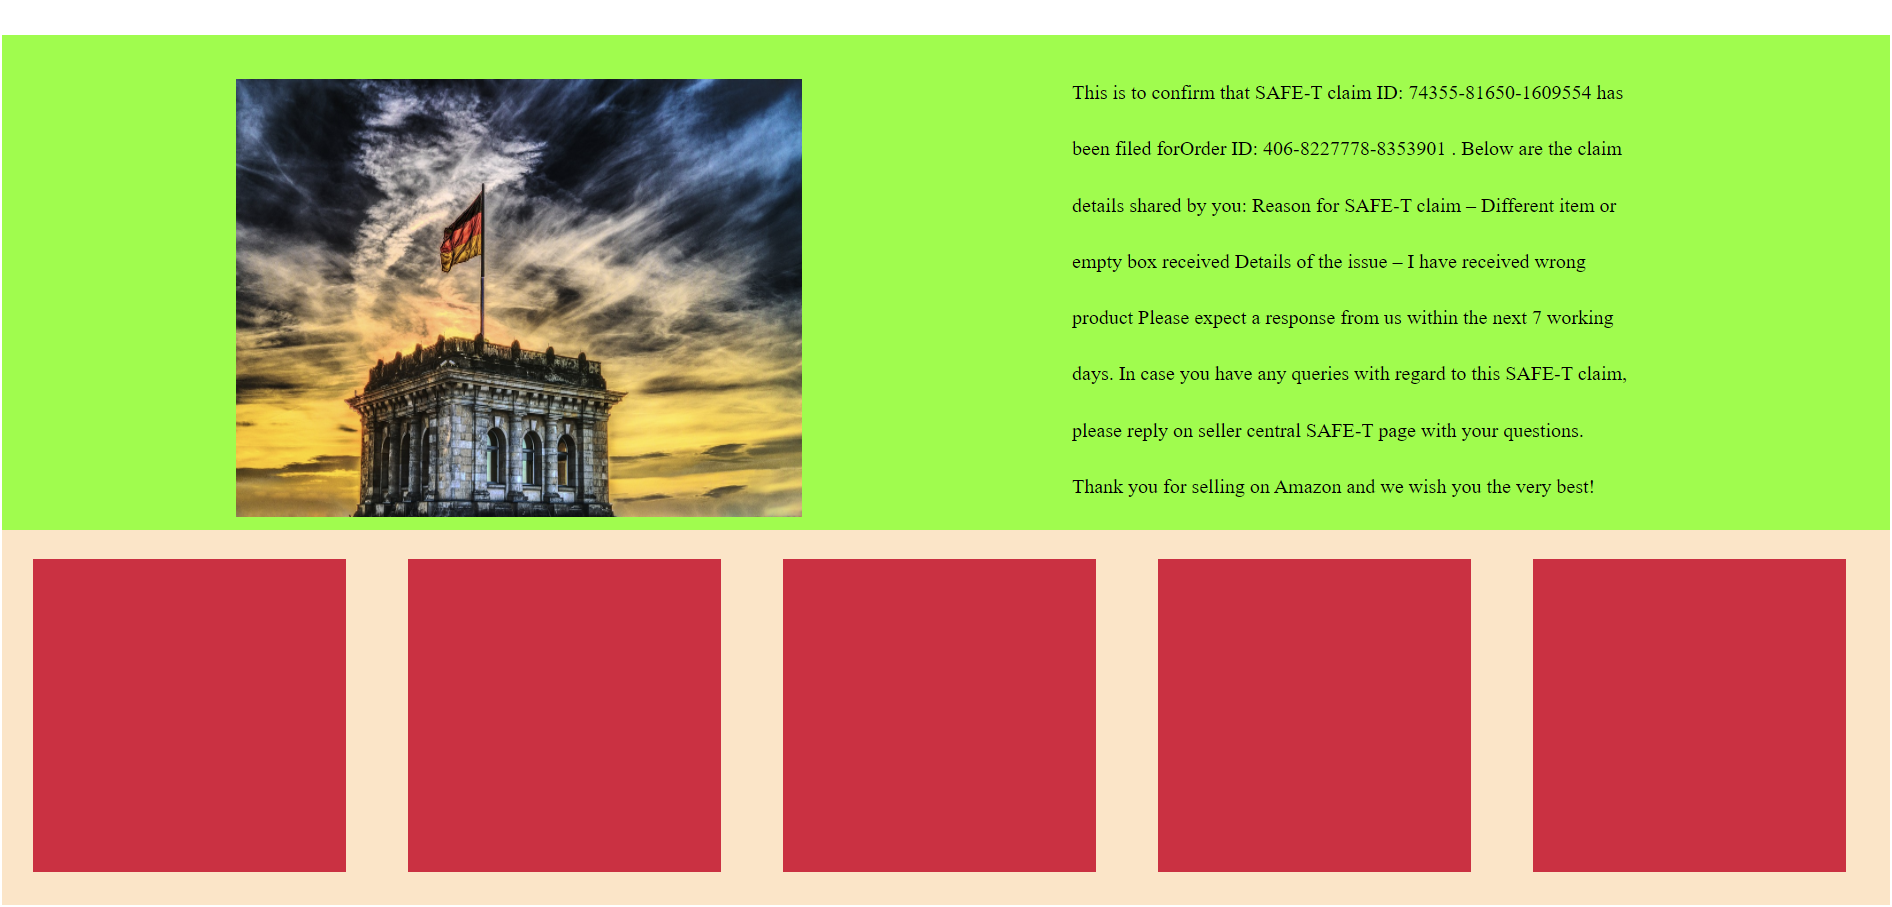 This is to confirm that SAFE-T claim ID: 74355-81650-1609554 has
been filed forOrder ID: 406-8227778-8353901 . Below are the claim
details shared by you: Reason for SAFE-T claim – Different item or
empty box received Details of the issue – I have received wrong
product Please expect a response from us within the next 7 working
days. In case you have any queries with regard to this SAFE-T claim,
please reply on seller central SAFE-T page with your questions.
Thank you for selling on Amazon and we wish you the very best!